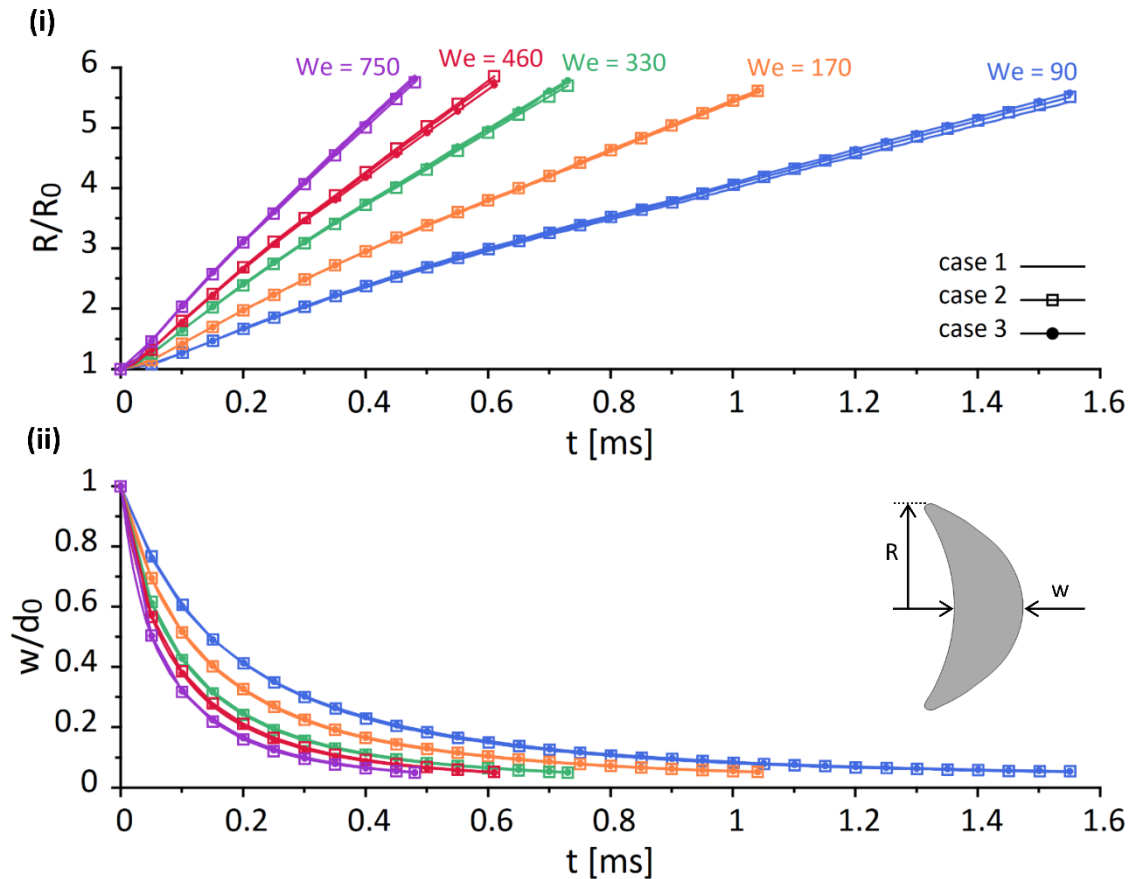 (i)
We = 750
We = 460
We = 330
We = 170
We = 90
R/R0
6
5
4
3
2
1
case 1
case 2
case 3
0 0.2 0.4 0.6 0.8 1 1.2 1.4 1.6
t [ms]
(ii)
w/d0
1
0.8
0.6
0.4
0.2
0
R
w
0 0.2 0.4 0.6 0.8 1 1.2 1.4 1.6
t [ms]